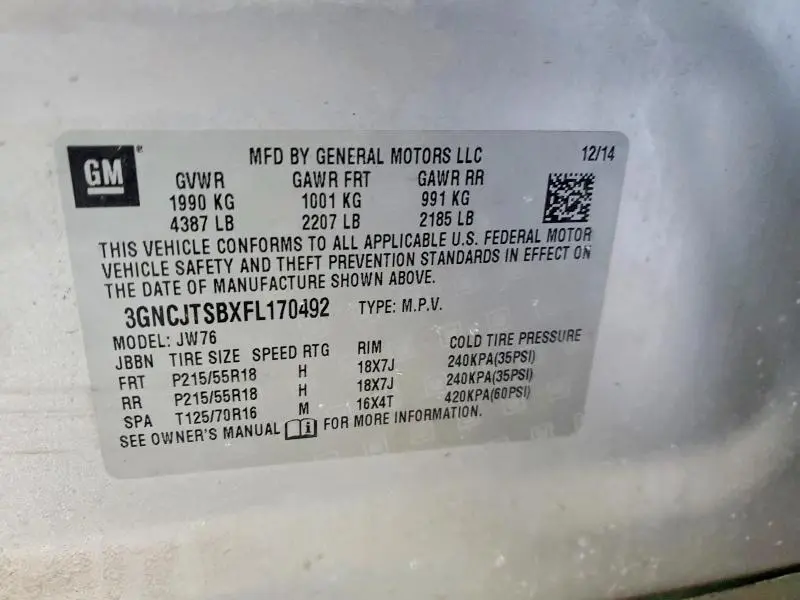 GM
MFD BY GENERAL MOTORS LLC 12/14
GVWR GAWR FRT GAWR RR
1990 KG 1001 KG 991 KG
4387 LB 2207 LB 2185 LB
THIS VEHICLE CONFORMS TO ALL APPLICABLE U.S. FEDERAL MOTOR
VEHICLE SAFETY AND THEFT PREVENTION STANDARDS IN EFFECT ON
THE DATE OF MANUFACTURE SHOWN ABOVE.
3GNCJTSBXFL170492 TYPE: M.P.V.
MODEL: JW76
JBBN TIRE SIZE SPEED RTG RIM COLD TIRE PRESSURE
FRT P215/55R18 H 18X7J 240KPA(35PSI)
RR P215/55R18 H 18X7J 240KPA(35PSI)
SPA T125/70R16 M 16X4T 420KPA(60PSI)
SEE OWNER'S MANUAL FOR MORE INFORMATION.